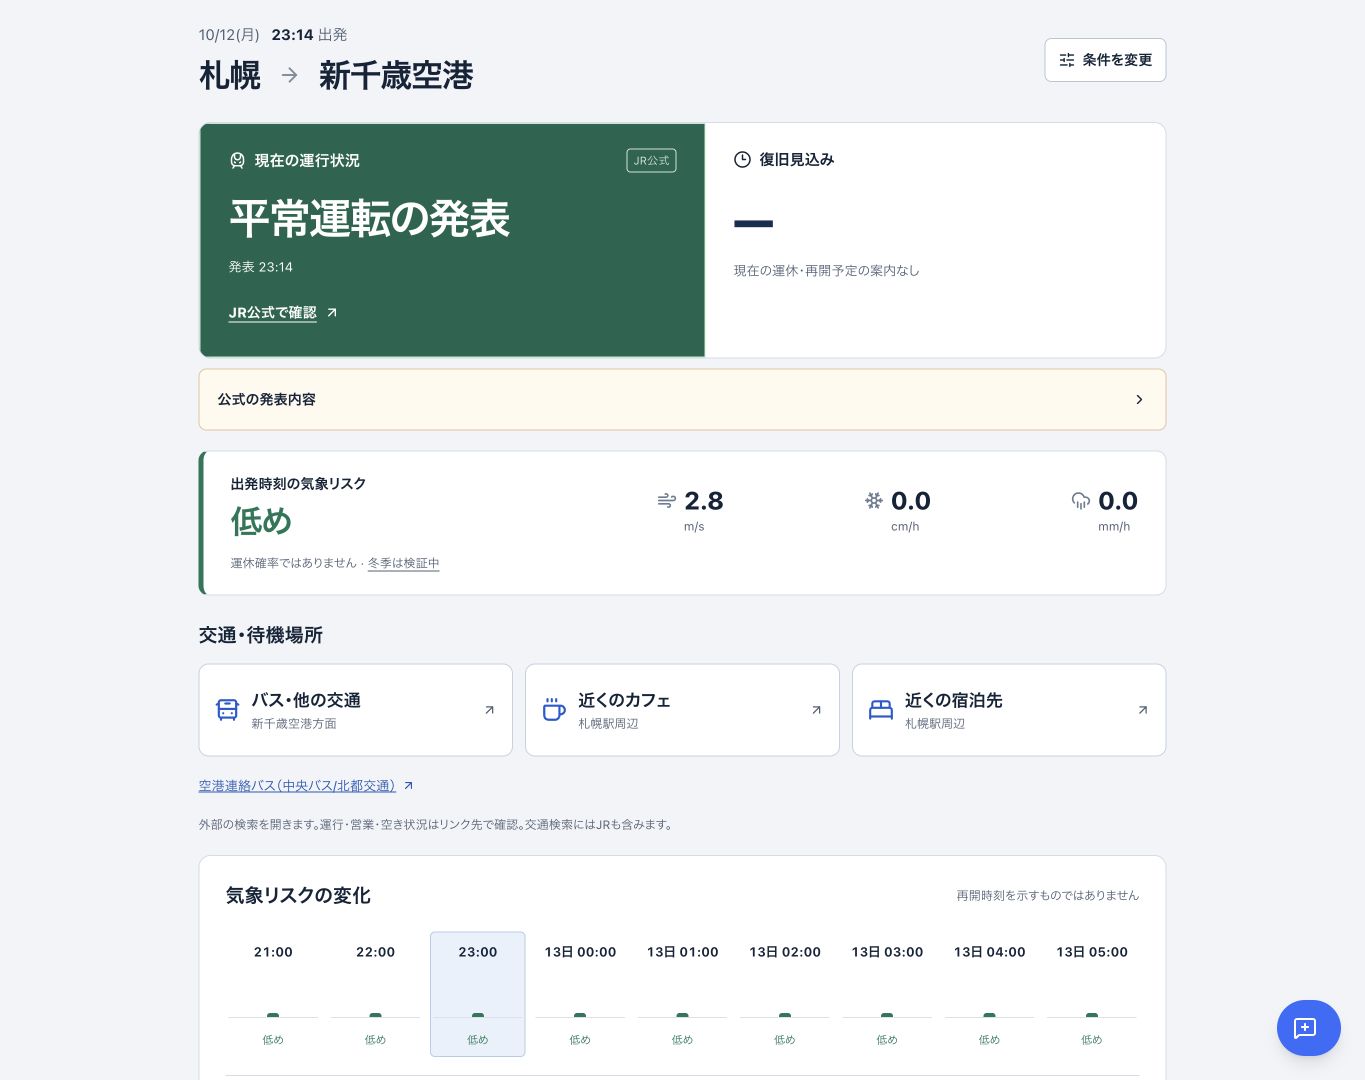 10/12(月) 23:14 出発
札幌 → 新千歳空港
条件を変更
現在の運行状況
JR公式
平常運転の発表
発表 23:14
JR公式で確認
復旧見込み
—
現在の運休・再開予定の案内なし
公式の発表内容
出発時刻の気象リスク
低め
運休確率ではありません · 冬季は検証中
2.8
m/s
0.0
cm/h
0.0
mm/h
交通・待機場所
バス・他の交通
新千歳空港方面
近くのカフェ
札幌駅周辺
近くの宿泊先
札幌駅周辺
空港連絡バス（中央バス/北都交通）
外部の検索を開きます。運行・営業・空き状況はリンク先で確認。交通検索にはJRも含みます。
気象リスクの変化
再開時刻を示すものではありません
21:00 22:00 23:00 13日 00:00 13日 01:00 13日 02:00 13日 03:00 13日 04:00 13日 05:00
低め 低め 低め 低め 低め 低め 低め 低め 低め